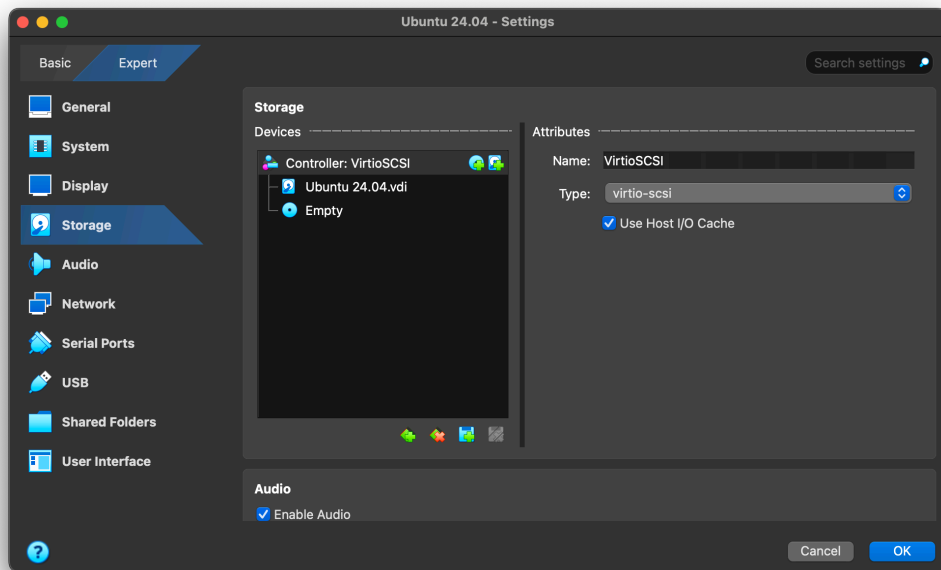 Ubuntu 24.04 - Settings
Basic
Expert
Search settings
General
System
Display
Storage
Audio
Network
Serial Ports
USB
Shared Folders
User Interface
Storage
Devices
Controller: VirtioSCSI
Ubuntu 24.04.vdi
Empty
Attributes
Name: VirtioSCSI
Type: virtio-scsi
Use Host I/O Cache
Audio
Enable Audio
?
Cancel
OK